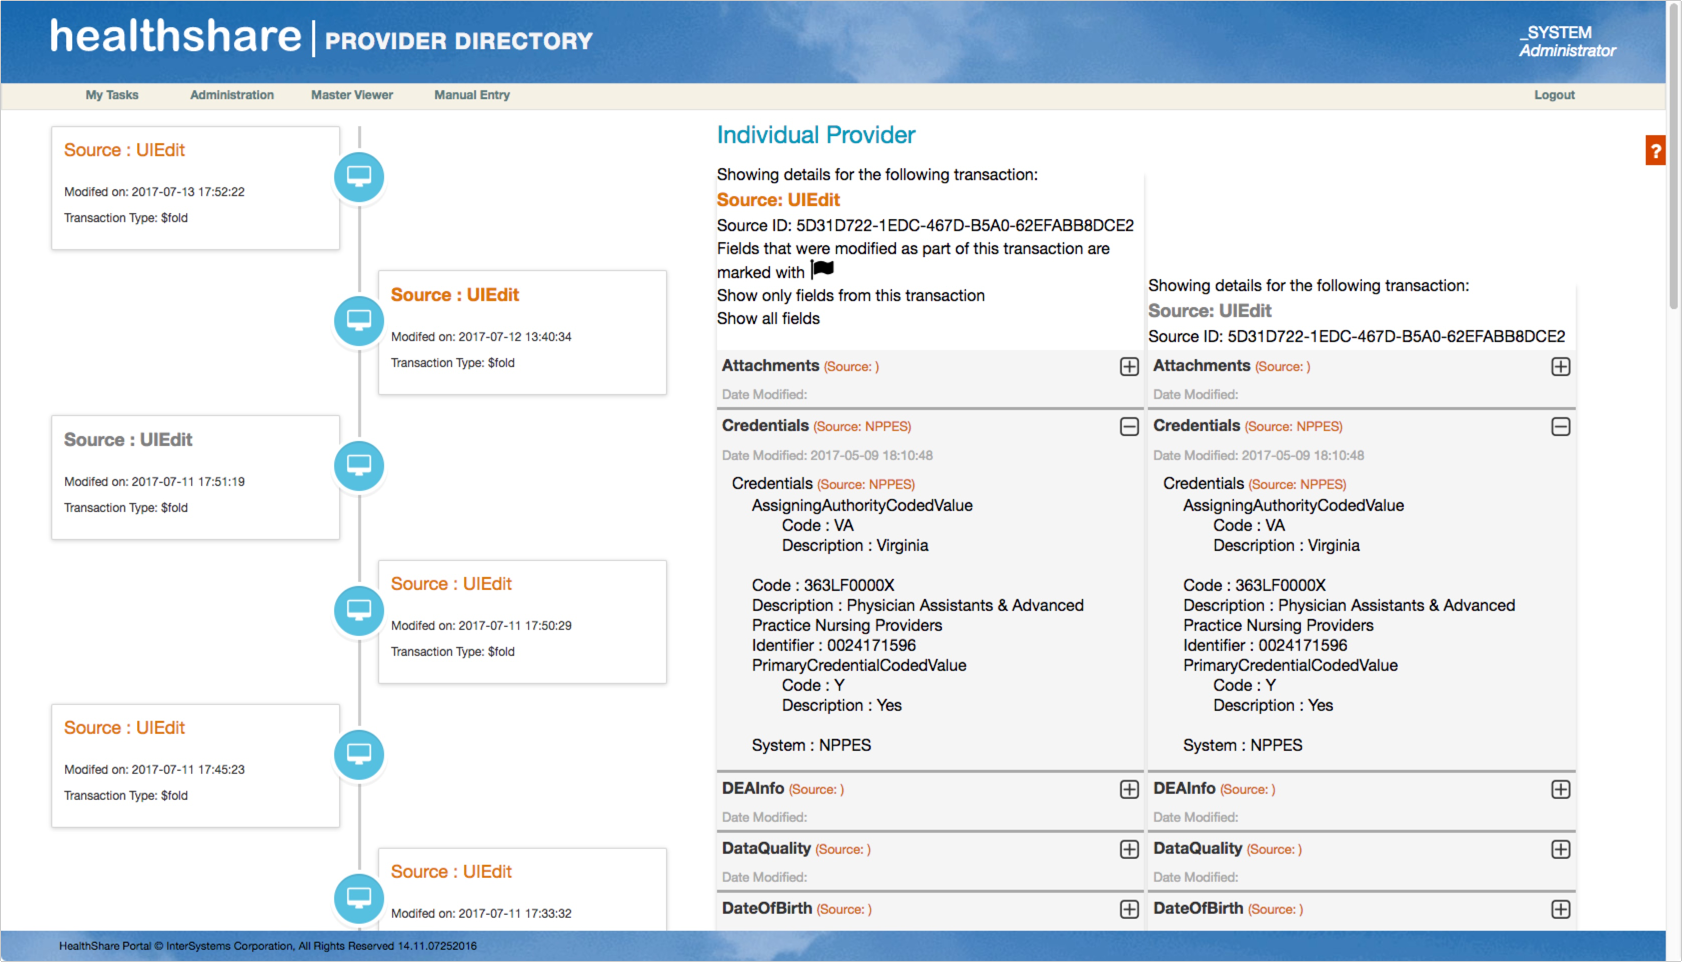 healthshare | PROVIDER DIRECTORY
_SYSTEM
Administrator
My Tasks
Administration
Master Viewer
Manual Entry
Logout
Source : UIEdit
Modifed on: 2017-07-13 17:52:22
Transaction Type: $fold
Source : UIEdit
Modifed on: 2017-07-12 13:40:34
Transaction Type: $fold
Source : UIEdit
Modifed on: 2017-07-11 17:51:19
Transaction Type: $fold
Source : UIEdit
Modifed on: 2017-07-11 17:50:29
Transaction Type: $fold
Source : UIEdit
Modifed on: 2017-07-11 17:45:23
Transaction Type: $fold
Source : UIEdit
Modifed on: 2017-07-11 17:33:32
Individual Provider
Showing details for the following transaction:
Source: UIEdit
Source ID: 5D31D722-1EDC-467D-B5A0-62EFABB8DCE2
Fields that were modified as part of this transaction are
marked with
Show only fields from this transaction
Show all fields
Attachments (Source: )
Date Modified:
Credentials (Source: NPPES)
Date Modified: 2017-05-09 18:10:48
Credentials (Source: NPPES)
AssigningAuthorityCodedValue
Code : VA
Description : Virginia
Code : 363LF0000X
Description : Physician Assistants & Advanced
Practice Nursing Providers
Identifier : 0024171596
PrimaryCredentialCodedValue
Code : Y
Description : Yes
System : NPPES
DEAInfo (Source: )
Date Modified:
DataQuality (Source: )
Date Modified:
DateOfBirth (Source: )
Showing details for the following transaction:
Source: UIEdit
Source ID: 5D31D722-1EDC-467D-B5A0-62EFABB8DCE2
Attachments (Source: )
Date Modified:
Credentials (Source: NPPES)
Date Modified: 2017-05-09 18:10:48
Credentials (Source: NPPES)
AssigningAuthorityCodedValue
Code : VA
Description : Virginia
Code : 363LF0000X
Description : Physician Assistants & Advanced
Practice Nursing Providers
Identifier : 0024171596
PrimaryCredentialCodedValue
Code : Y
Description : Yes
System : NPPES
DEAInfo (Source: )
Date Modified:
DataQuality (Source: )
Date Modified:
DateOfBirth (Source: )
?
HealthShare Portal © InterSystems Corporation, All Rights Reserved 14.11.07252016